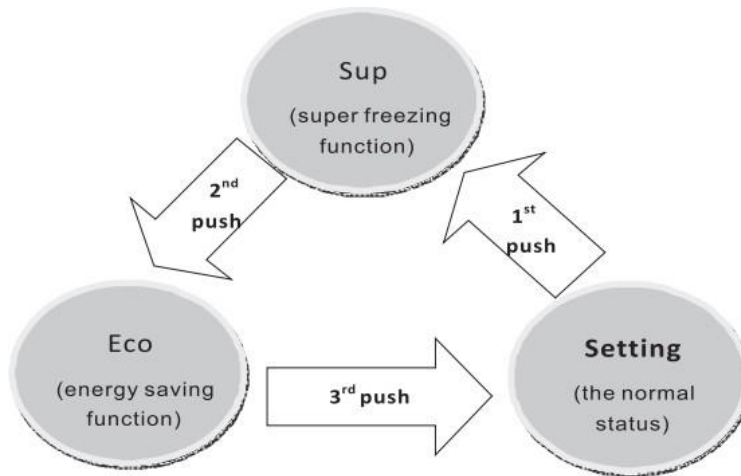 Sup
(super freezing
function)
2nd
push
1st
push
Eco
(energy saving
function)
3rd push
Setting
(the normal
status)